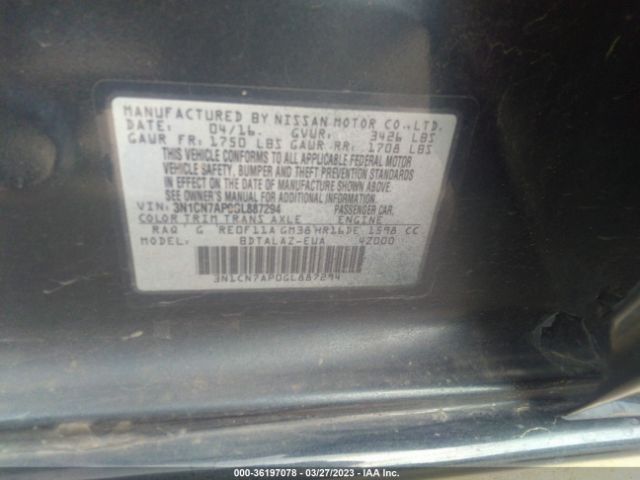 MANUFACTURED BY NISSAN MOTOR CO.,LTD.
DATE: 04/16 GVWR: 3426 LBS
GAWR FR: 1750 LBS GAWR RR: 1708 LBS
THIS VEHICLE CONFORMS TO ALL APPLICABLE FEDERAL MOTOR
VEHICLE SAFETY, BUMPER AND THEFT PREVENTION STANDARDS
IN EFFECT ON THE DATE OF MANUFACTURE SHOWN ABOVE.
SEE OWNER'S MANUAL FOR ADDITIONAL INFORMATION
VIN: 3N1CN7AP0GL887294 PASSENGER CAR.
COLOR TRIM TRANS AXLE ENGINE
RAQ G RE0F11A GM38 HR16DE 1598 CC
MODEL: BDTALAZ-EUA 4Z000
3N1CN7AP0GL887294
000-36197078 - 03/27/2023 - IAA Inc.